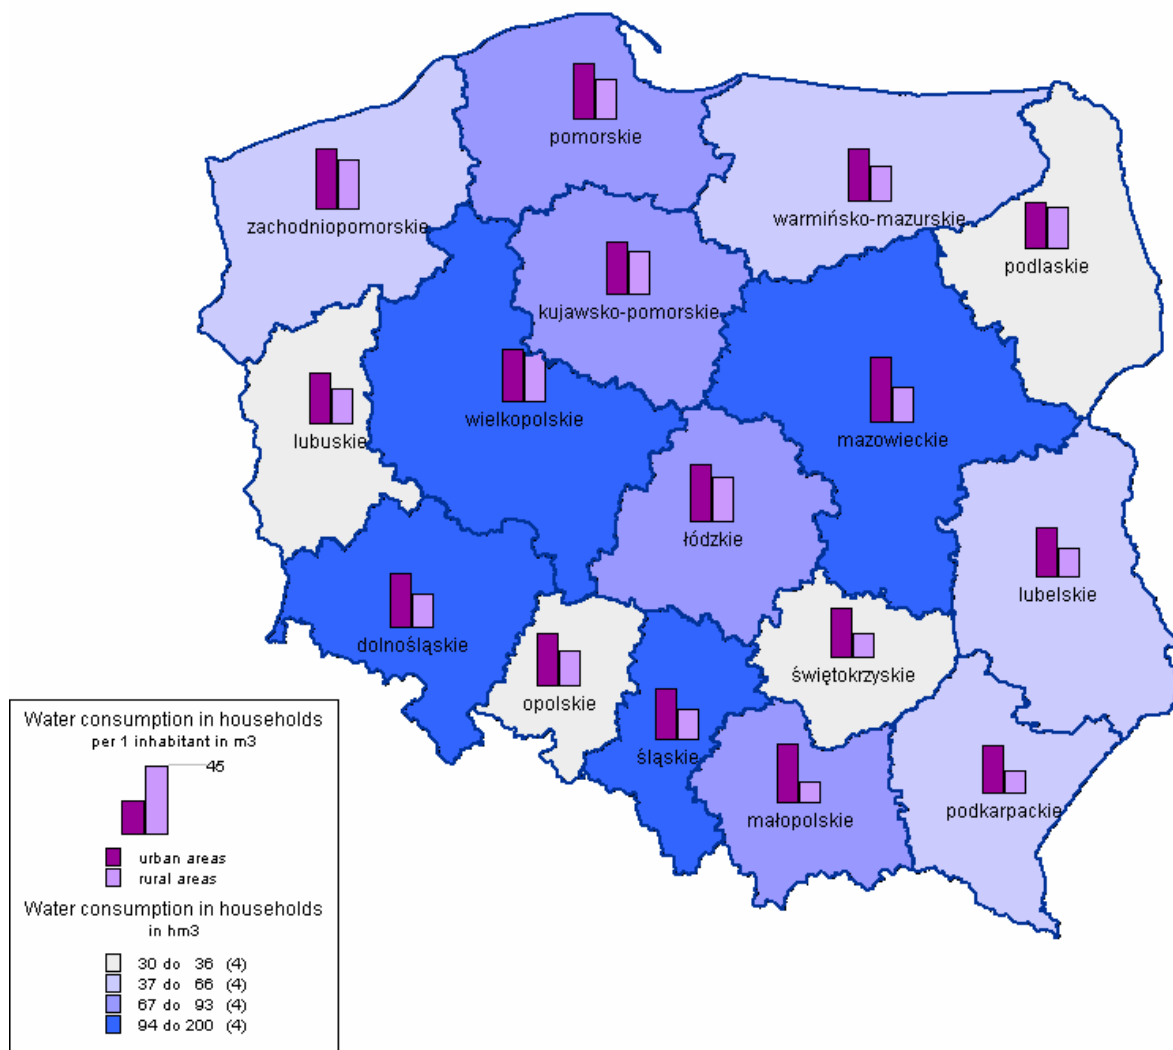 pomorskie
zachodniopomorskie
warmińsko-mazurskie
podlaskie
kujawsko-pomorskie
wielkopolskie
mazowieckie
lubuskie
łódzkie
lubelskie
dolnośląskie
opolskie
świętokrzyskie
śląskie
małopolskie
podkarpackie
Water consumption in households
per 1 inhabitant in m3
45
urban areas
rural areas
Water consumption in households
in hm3
30 do 36 (4)
37 do 66 (4)
67 do 93 (4)
94 do 200 (4)